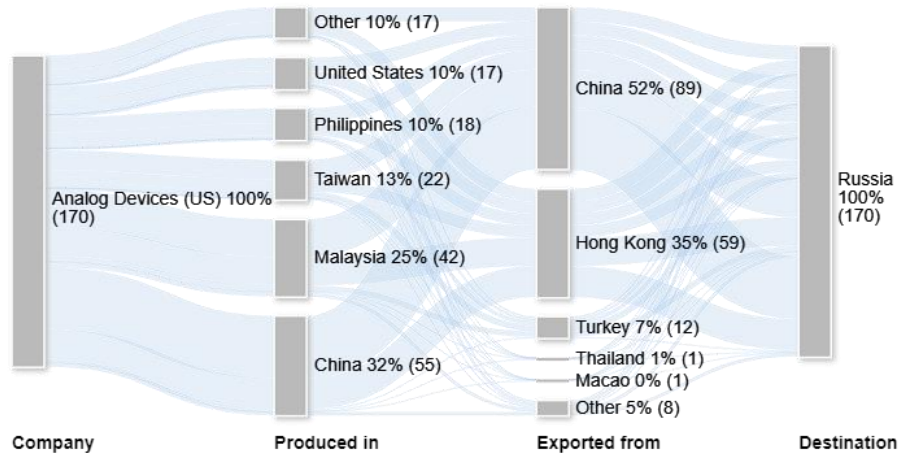 Other 10% (17)
United States 10% (17)
Philippines 10% (18)
Taiwan 13% (22)
Analog Devices (US) 100%
(170)
Malaysia 25% (42)
China 32% (55)
China 52% (89)
Hong Kong 35% (59)
Turkey 7% (12)
Thailand 1% (1)
Macao 0% (1)
Other 5% (8)
Russia
100%
(170)
Company
Produced in
Exported from
Destination